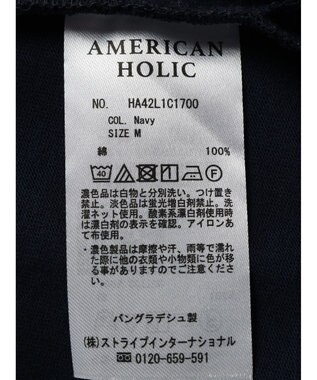 AMERICAN
HOLIC
NO. HA42L1C1700
COL. Navy
SIZE M
綿 100%
40 F
濃色品は白物と分別洗い。つけ置き
禁止。淡色品は蛍光増白剤禁止。洗
濯ネット使用。酸素系漂白剤使用時
は漂白剤の表示を確認。アイロンあ
て布使用。
・濃色製品は摩擦や汗、雨等で濡れ
た際に他の衣類や小物類に色が移
る事がありますのでご注意くださ
い。
バングラデシュ製
(株)ストライプインターナショナル
0120-659-591